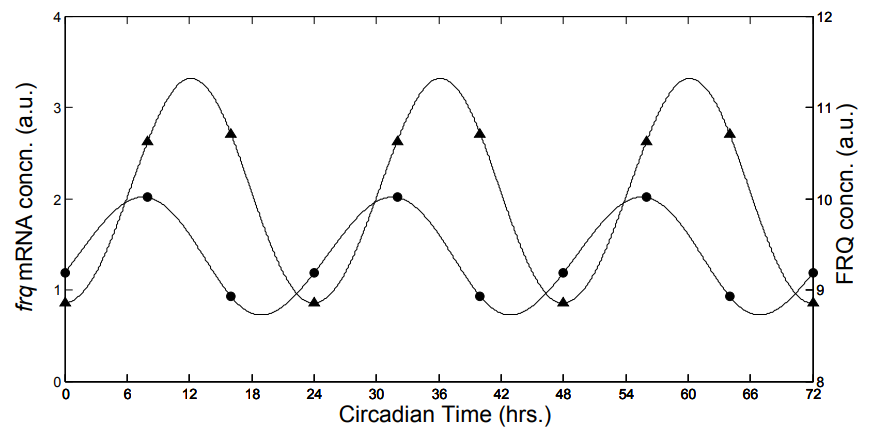 4
3
2
1
0
frq mRNA concn. (a.u.)
12
11
10
9
8
FRQ concn. (a.u.)
0 6 12 18 24 30 36 42 48 54 60 66 72
Circadian Time (hrs.)